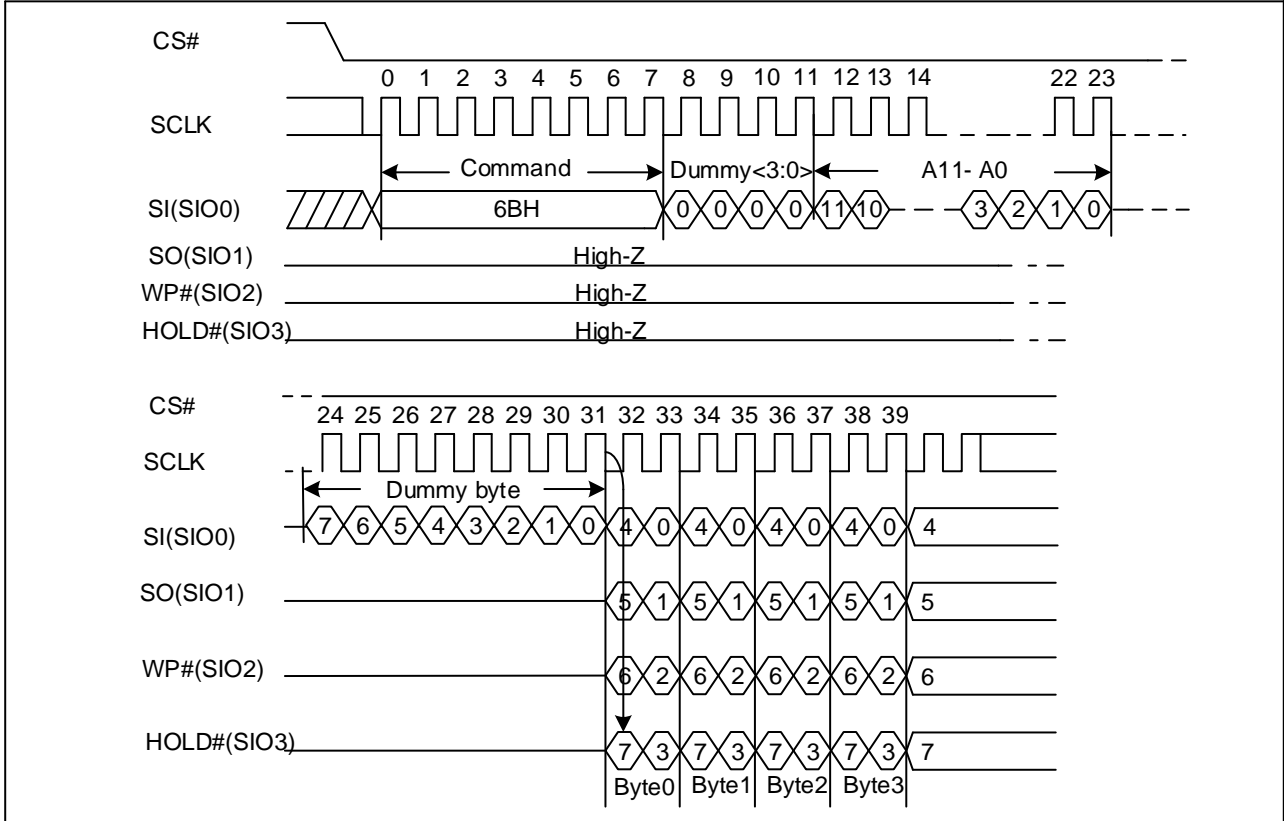 CS#
0 1 2 3 4 5 6 7 8 9 10 11 12 13 14 22 23
SCLK
Command Dummy<3:0> A11- A0
SI(SIO0) 6BH 0 0 0 0 11 10 3 2 1 0
SO(SIO1) High-Z
WP#(SIO2) High-Z
HOLD#(SIO3) High-Z
CS#
24 25 26 27 28 29 30 31 32 33 34 35 36 37 38 39
SCLK
Dummy byte
SI(SIO0) 7 6 5 4 3 2 1 0 4 0 4 0 4 0 4 0 4
SO(SIO1) 5 1 5 1 5 1 5 1 5
WP#(SIO2) 6 2 6 2 6 2 6 2 6
HOLD#(SIO3) 7 3 7 3 7 3 7 3 7
Byte0 Byte1 Byte2 Byte3